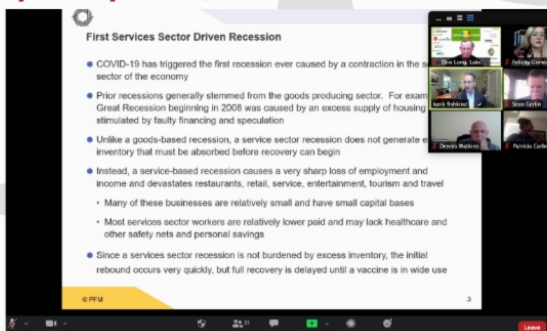 First Services Sector Driven Recession
COVID-19 has triggered the first recession ever caused by a contraction in the
sector of the economy
Prior recessions generally stemmed from the goods producing sector. For exam
Great Recession beginning in 2008 was caused by an excess supply of housing
stimulated by faulty financing and speculation
Unlike a goods-based recession, a service sector recession does not generate e
inventory that must be absorbed before recovery can begin
Instead, a service-based recession causes a very sharp loss of employment and
income and devastates restaurants, retail, service, entertainment, tourism and travel
Many of these businesses are relatively small and have small capital bases
Most services sector workers are relatively lower paid and may lack healthcare and
other safety nets and personal savings
Since a services sector recession is not burdened by excess inventory, the initial
rebound occurs very quickly, but full recovery is delayed until a vaccine is in wide use
© PFM
3
Long, Luke
Felicity
hank fishkind
Sean Gerlin
Dennis
Patricia
Leave